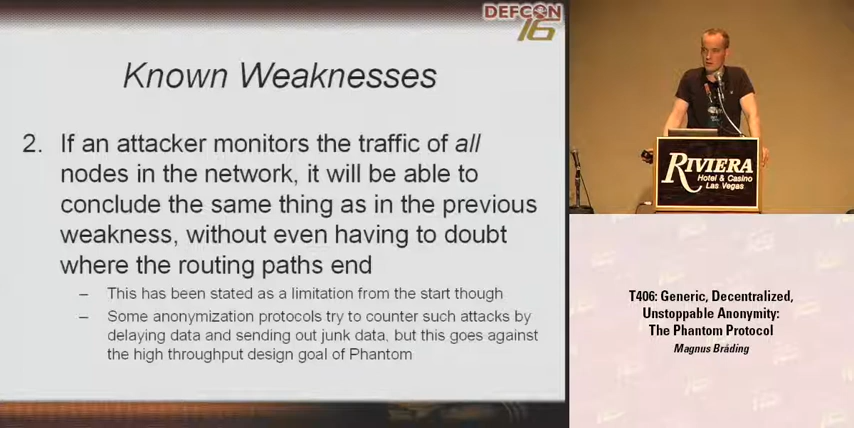 DEFCON
16
Known Weaknesses
2. If an attacker monitors the traffic of all
nodes in the network, it will be able to
conclude the same thing as in the previous
weakness, without even having to doubt
where the routing paths end
– This has been stated as a limitation from the start though
– Some anonymization protocols try to counter such attacks by
delaying data and sending out junk data, but this goes against
the high throughput design goal of Phantom
RIVIERA
Hotel & Casino
Las Vegas
T406: Generic, Decentralized,
Unstoppable Anonymity:
The Phantom Protocol
Magnus Bråding